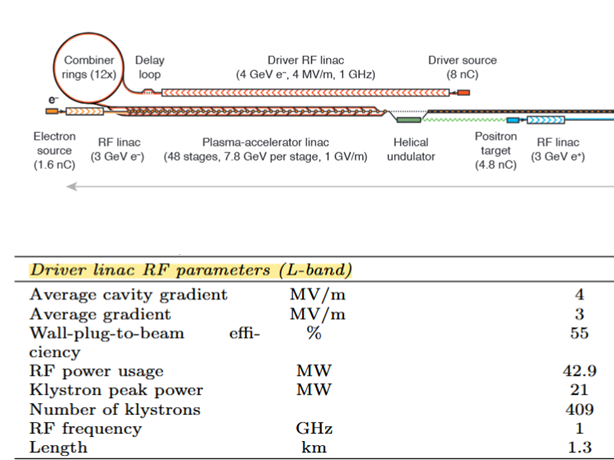 Combiner
rings (12x)
Delay
loop
Driver RF linac
(4 GeV e⁻, 4 MV/m, 1 GHz)
Driver source
(8 nC)
e⁻
Electron
source
(1.6 nC)
RF linac
(3 GeV e⁻)
Plasma-accelerator linac
(48 stages, 7.8 GeV per stage, 1 GV/m)
Helical
undulator
Positron
target
(4.8 nC)
RF linac
(3 GeV e⁺)
Driver linac RF parameters (L-band)
Average cavity gradient MV/m 4
Average gradient MV/m 3
Wall-plug-to-beam effi- % 55
ciency
RF power usage MW 42.9
Klystron peak power MW 21
Number of klystrons 409
RF frequency GHz 1
Length km 1.3